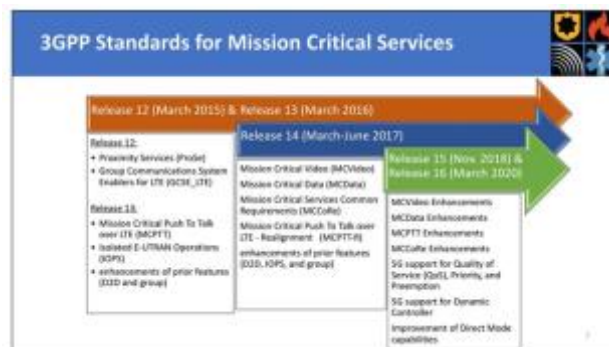 3GPP Standards for Mission Critical Services
Release 12 (March 2015) & Release 13 (March 2016)
Release 12:
• Proximity Services (ProSe)
• Group Communications System
Enablers for LTE (GCSE_LTE)
Release 13:
• Mission Critical Push To Talk
over LTE (MCPTT)
• Isolated E-UTRAN Operations
(IOPS)
• enhancements of prior features
(D2D and group)
Release 14 (March-June 2017)
Mission Critical Video (MCVideo)
Mission Critical Data (MCData)
Mission Critical Services Common
Requirements (MCCoRe)
Mission Critical Push To Talk over
LTE - Realignment (MCPTT-R)
enhancements of prior features
(D2D, IOPS, and group)
Release 15 (Nov. 2018) &
Release 16 (March 2020)
MCVideo Enhancements
MCData Enhancements
MCPTT Enhancements
MCCoRe Enhancements
5G support for Quality of
Service (QoS), Priority, and
Preemption
5G support for Dynamic
Controller
Improvement of Direct Mode
capabilities